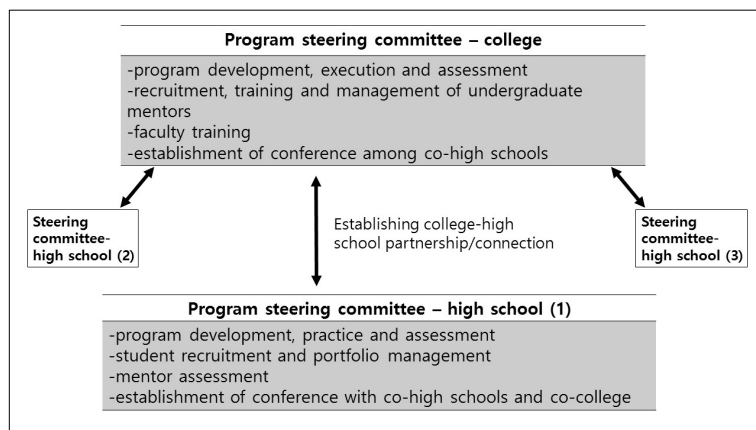 Program steering committee – college
-program development, execution and assessment
-recruitment, training and management of undergraduate
mentors
-faculty training
-establishment of conference among co-high schools
Steering
committee-
high school (2)
Establishing college-high
school partnership/connection
Steering
committee-
high school (3)
Program steering committee – high school (1)
-program development, practice and assessment
-student recruitment and portfolio management
-mentor assessment
-establishment of conference with co-high schools and co-college